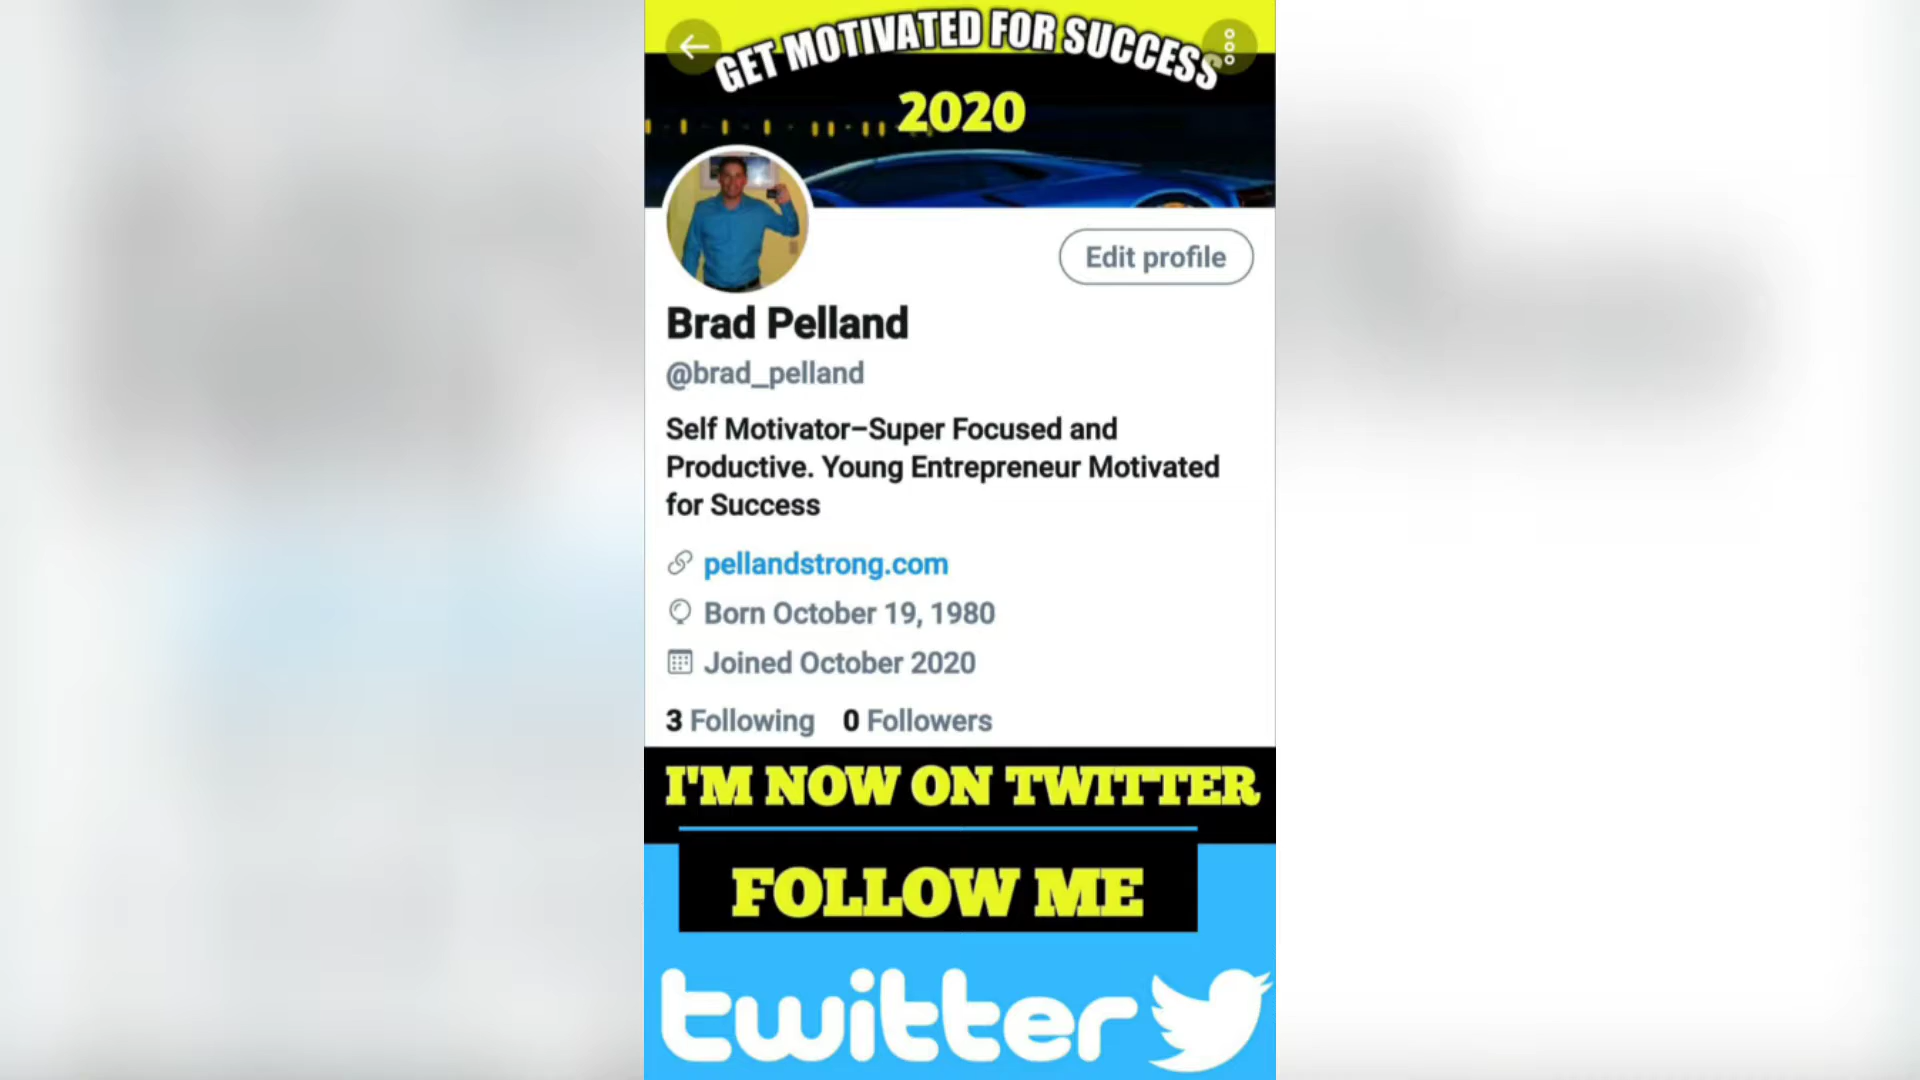 GET MOTIVATED FOR SUCCESS
2020
Edit profile
Brad Pelland
@brad_pelland
Self Motivator–Super Focused and
Productive. Young Entrepreneur Motivated
for Success
pellandstrong.com
Born October 19, 1980
Joined October 2020
3 Following 0 Followers
I'M NOW ON TWITTER
FOLLOW ME
twitter